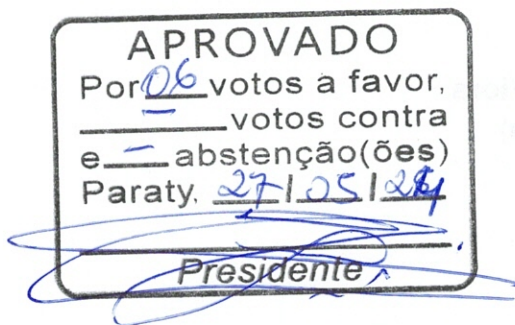 APROVADO
Por 06 votos a favor,
— votos contra
e — abstenção(ões)
Paraty, 27/05/24
Presidente